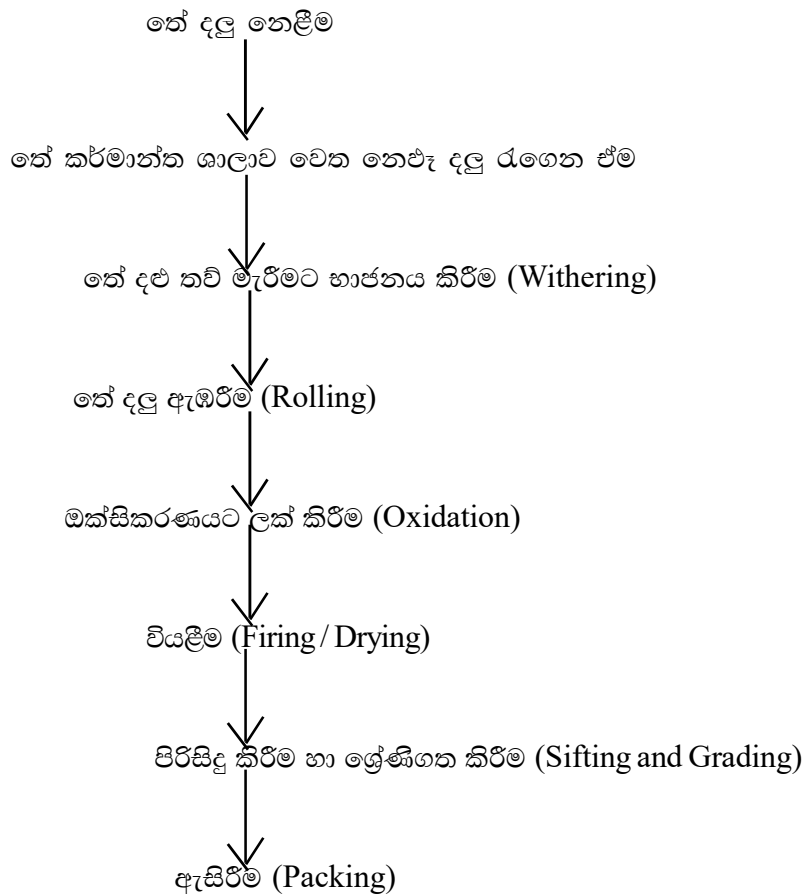 තේ දලු නෙළීම
තේ කර්මාන්ත ශාලාව වෙත නෙළූ දලු රැගෙන ඒම
තේ දළු තව් මැරීමට භාජනය කිරීම (Withering)
තේ දලු ඇඹරීම (Rolling)
ඔක්සිකරණයට ලක් කිරීම (Oxidation)
වියළීම (Firing / Drying)
පිරිසිදු කිරීම හා ශ්‍රේණිගත කිරීම (Sifting and Grading)
ඇසිරීම (Packing)